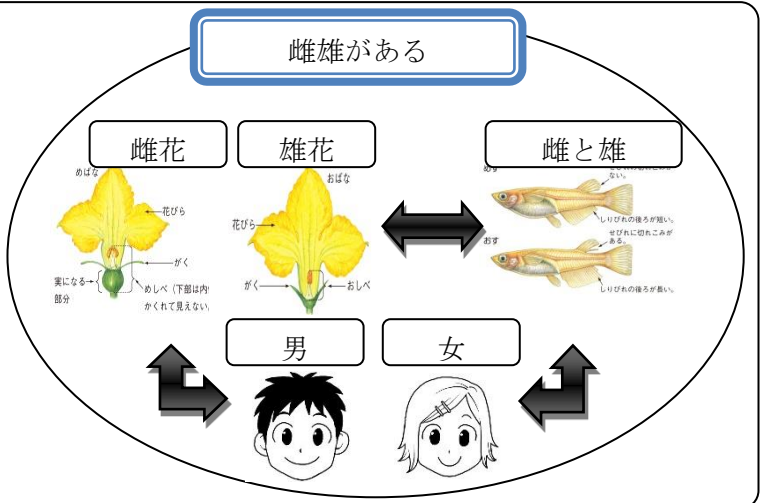 雌雄がある
雌花
雄花
雌と雄
めばな
花びら
がく
実になる
部分
めしべ（下部は内
かくれて見えない
おばな
花びら
がく
おしべ
めす
ない。
しりびれの後ろが短い。
おす
せびれに切れこみが
ある。
しりびれの後ろが長い。
男
女